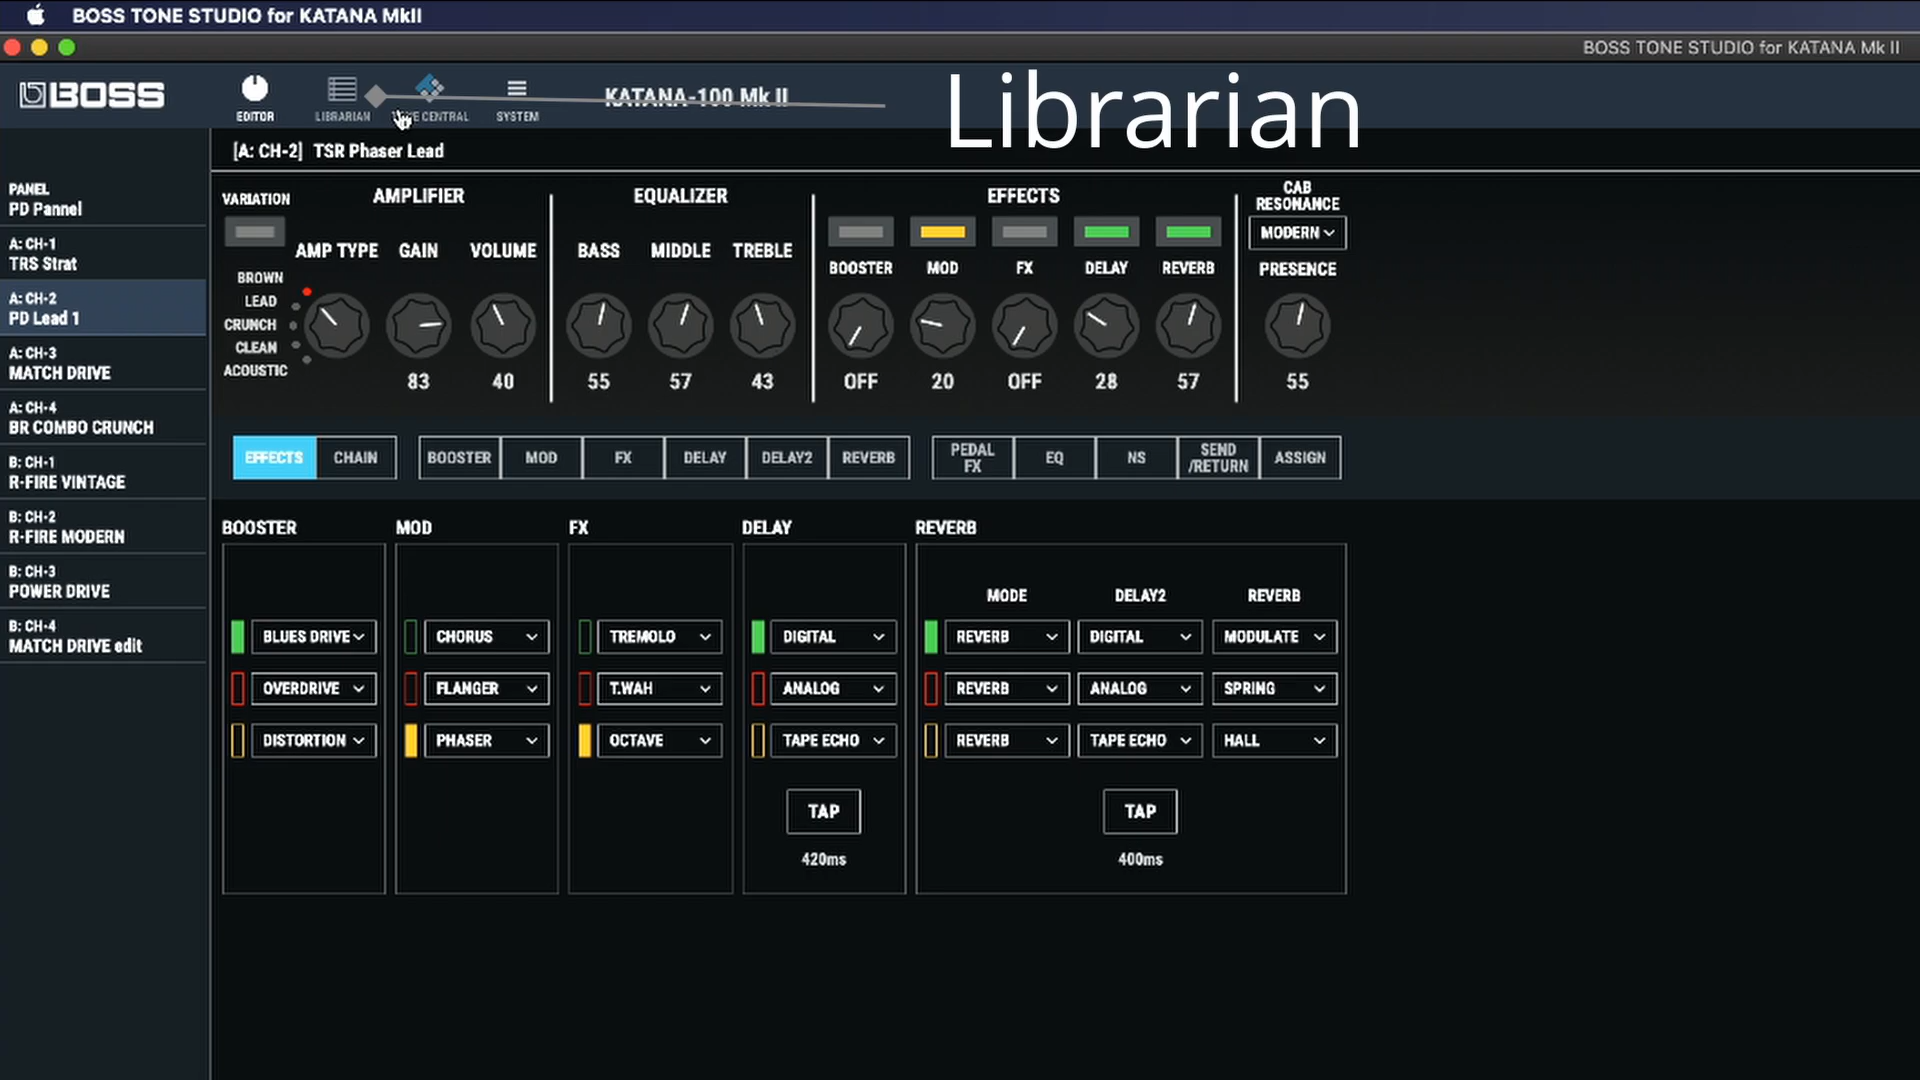 BOSS TONE STUDIO for KATANA MkII
BOSS TONE STUDIO for KATANA Mk II
BOSS
EDITOR
LIBRARIAN
CENTRAL
SYSTEM
KATANA-100 Mk II
Librarian
[A: CH-2] TSR Phaser Lead
PANEL
PD Pannel
A: CH-1
TRS Strat
A: CH-2
PD Lead 1
A: CH-3
MATCH DRIVE
A: CH-4
BR COMBO CRUNCH
B: CH-1
R-FIRE VINTAGE
B: CH-2
R-FIRE MODERN
B: CH-3
POWER DRIVE
B: CH-4
MATCH DRIVE edit
VARIATION
AMPLIFIER
AMP TYPE GAIN VOLUME
BROWN
LEAD
CRUNCH
CLEAN
ACOUSTIC
83 40
EQUALIZER
BASS MIDDLE TREBLE
55 57 43
EFFECTS
BOOSTER MOD FX DELAY REVERB
OFF 20 OFF 28 57
CAB
RESONANCE
MODERN
PRESENCE
55
EFFECTS CHAIN
BOOSTER MOD FX DELAY DELAY2 REVERB
PEDAL
FX
EQ
NS
SEND
/RETURN
ASSIGN
BOOSTER
BLUES DRIVE
OVERDRIVE
DISTORTION
MOD
CHORUS
FLANGER
PHASER
FX
TREMOLO
T.WAH
OCTAVE
DELAY
DIGITAL
ANALOG
TAPE ECHO
TAP
420ms
REVERB
MODE DELAY2 REVERB
REVERB DIGITAL MODULATE
REVERB ANALOG SPRING
REVERB TAPE ECHO HALL
TAP
400ms